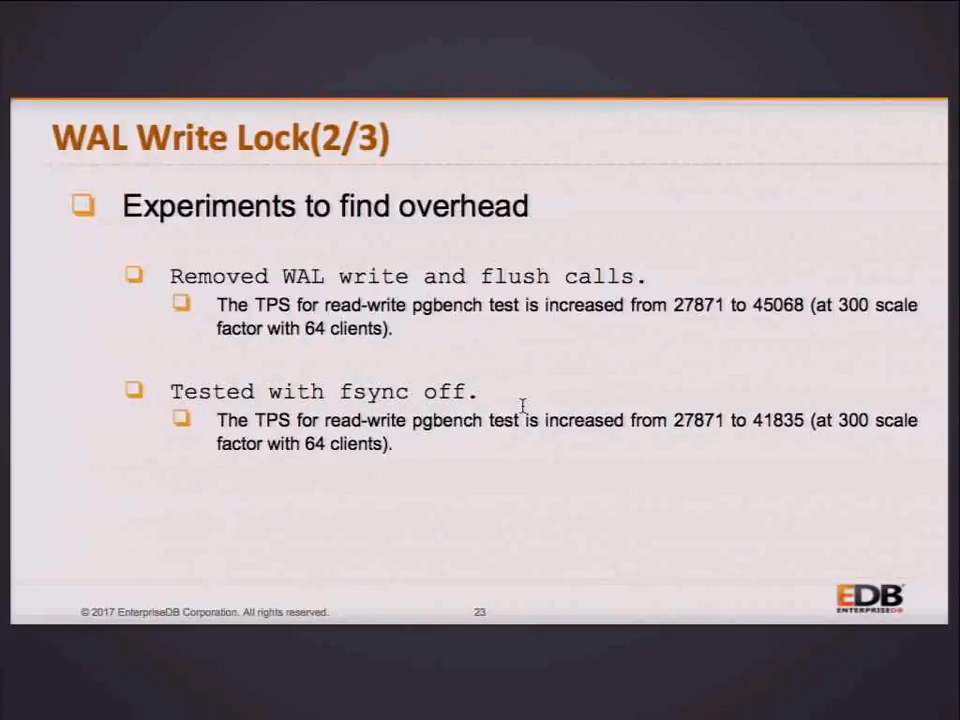 WAL Write Lock(2/3)
Experiments to find overhead
Removed WAL write and flush calls.
The TPS for read-write pgbench test is increased from 27871 to 45068 (at 300 scale
factor with 64 clients).
Tested with fsync off.
The TPS for read-write pgbench test is increased from 27871 to 41835 (at 300 scale
factor with 64 clients).
© 2017 EnterpriseDB Corporation. All rights reserved.
23
EDB
ENTERPRISEDB